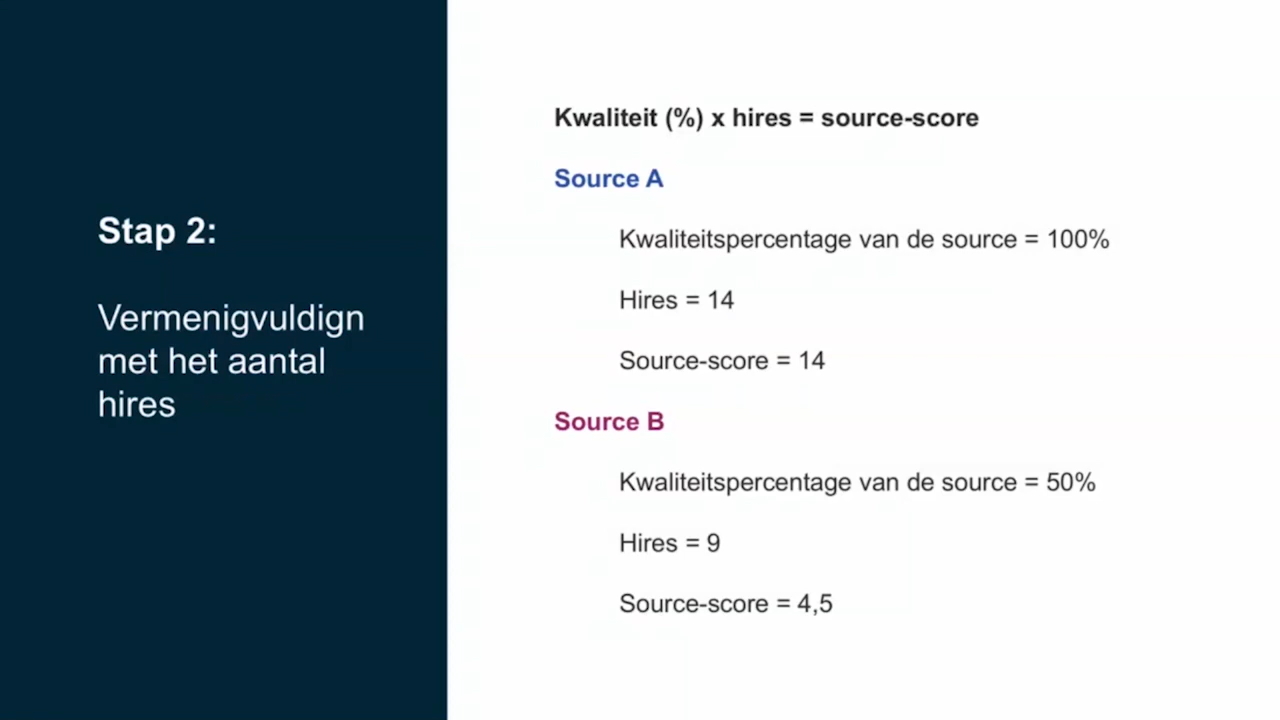 Stap 2:
Vermenigvuldign
met het aantal
hires
Kwaliteit (%) x hires = source-score
Source A
Kwaliteitspercentage van de source = 100%
Hires = 14
Source-score = 14
Source B
Kwaliteitspercentage van de source = 50%
Hires = 9
Source-score = 4,5